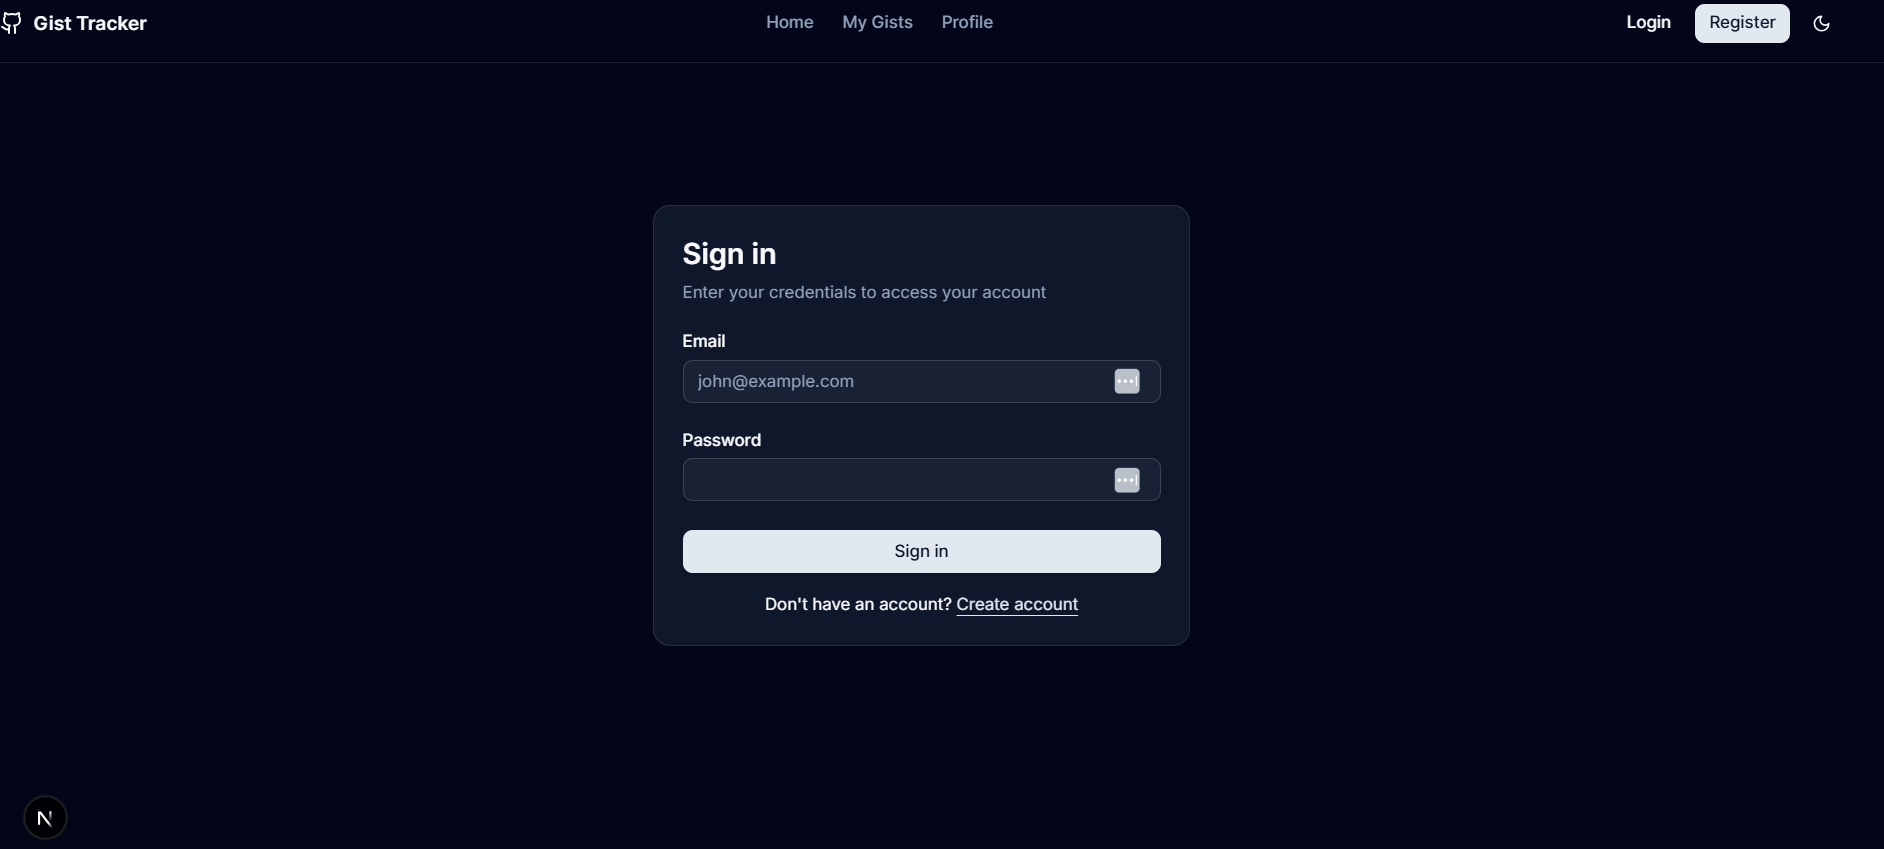 Gist Tracker
Home My Gists Profile
Login Register
Sign in
Enter your credentials to access your account
Email
john@example.com
Password
Sign in
Don't have an account? Create account
N